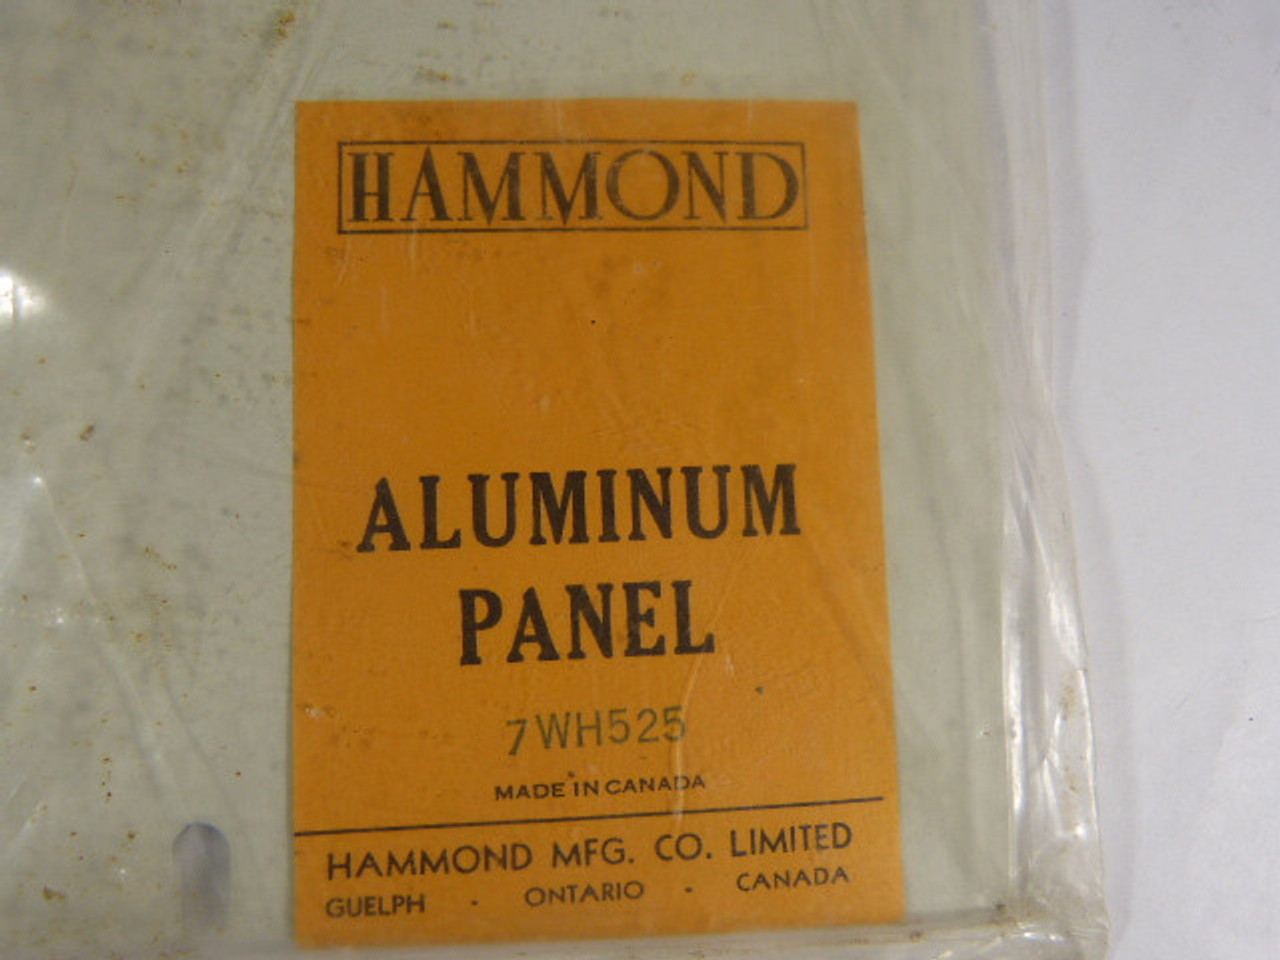 HAMMOND
ALUMINUM
PANEL
7WH525
MADE IN CANADA
HAMMOND MFG. CO. LIMITED
GUELPH . ONTARIO . CANADA